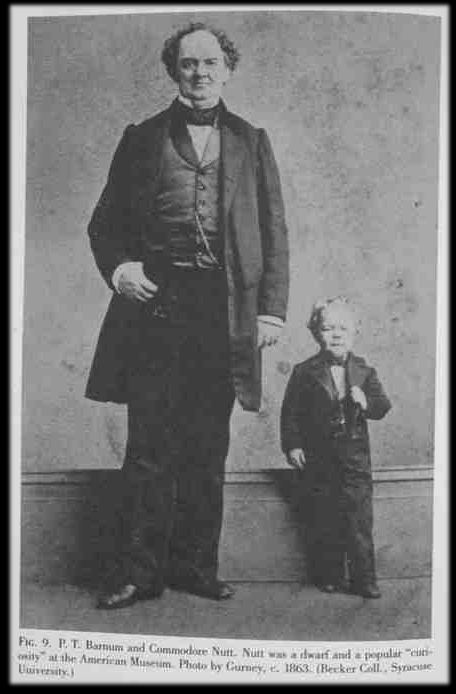 FIG. 9. P. T. Barnum and Commodore Nutt. Nutt was a dwarf and a popular "curi-
osity" at the American Museum. Photo by Gurney, c. 1863. (Becker Coll., Syracuse
University.)